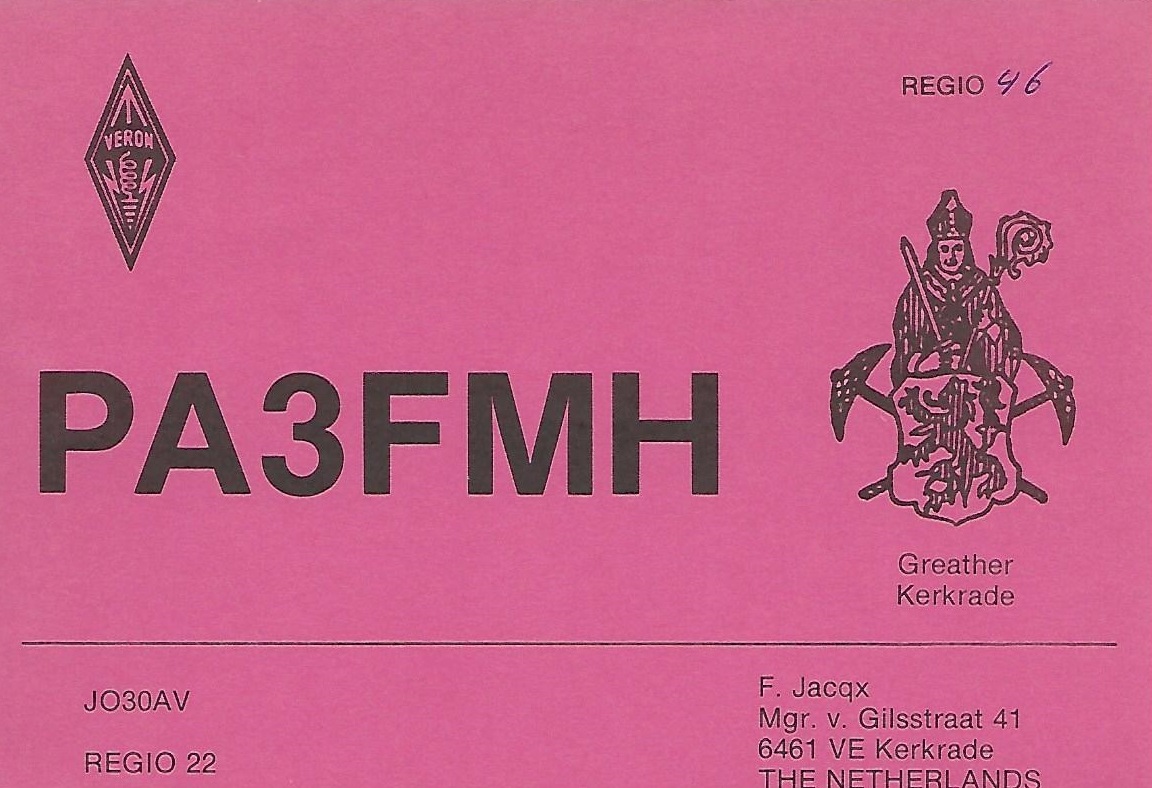 VERON
REGIO 46
PA3FMH
Greather
Kerkrade
JO30AV
REGIO 22
F. Jacqx
Mgr. v. Gilsstraat 41
6461 VE Kerkrade
THE NETHERLANDS